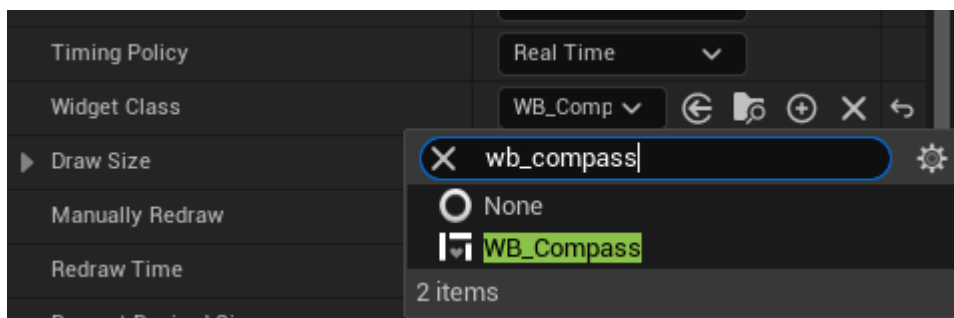 Timing Policy
Real Time
Widget Class
WB_Comp
Draw Size
wb_compass
Manually Redraw
None
WB_Compass
Redraw Time
2 items